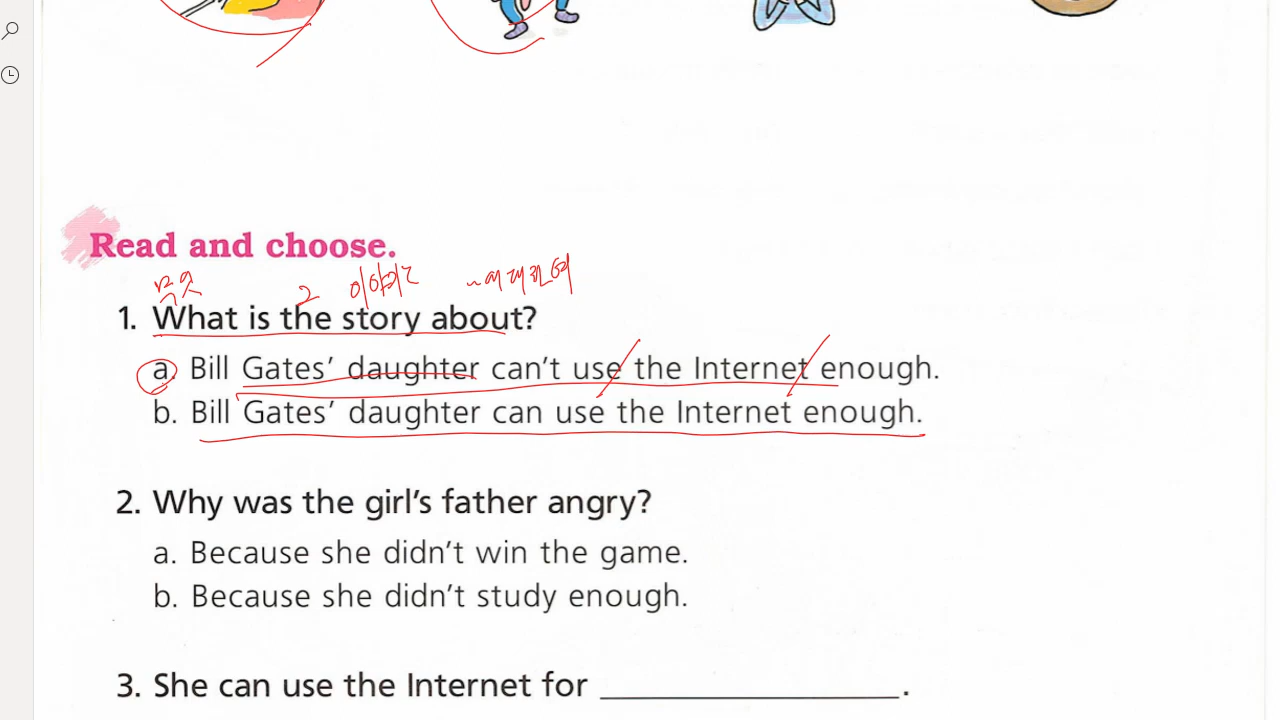 Read and choose.
무엇 그 이야기 ~에 대하여
1. What is the story about?
a. Bill Gates’ daughter can’t use the Internet enough.
b. Bill Gates’ daughter can use the Internet enough.
2. Why was the girl’s father angry?
a. Because she didn’t win the game.
b. Because she didn’t study enough.
3. She can use the Internet for ____________________.